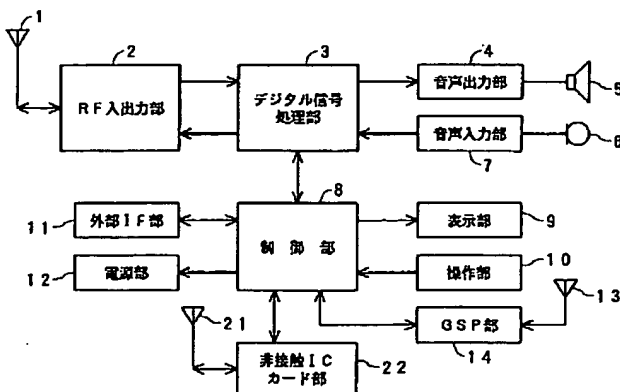 1
2
3
4
RF入出力部
デジタル信号
処理部
音声出力部
5
音声入力部
6
7
8
11
外部IF部
制御部
表示部
9
12
電源部
操作部
10
13
21
GSP部
14
非接触IC
カード部
22